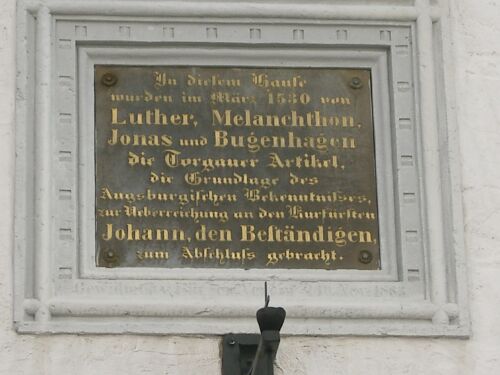 In diesem Hause
wurden im März 1530 von
Luther, Melanchthon,
Jonas und Bugenhagen
die Torgauer Artikel,
die Grundlage des
Augsburgischen Bekenntnisses,
zur Ueberreichung an den Kurfürsten
Johann, den Beständigen,
zum Abschluss gebracht.